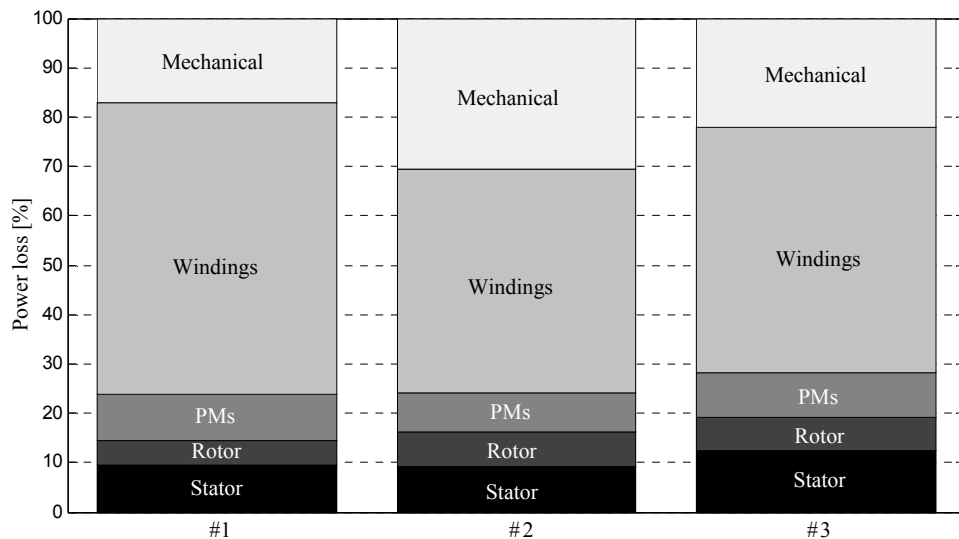 Power loss [%]
100
90
80
70
60
50
40
30
20
10
0
Mechanical
Windings
PMs
Rotor
Stator
#1
Mechanical
Windings
PMs
Rotor
Stator
#2
Mechanical
Windings
PMs
Rotor
Stator
#3